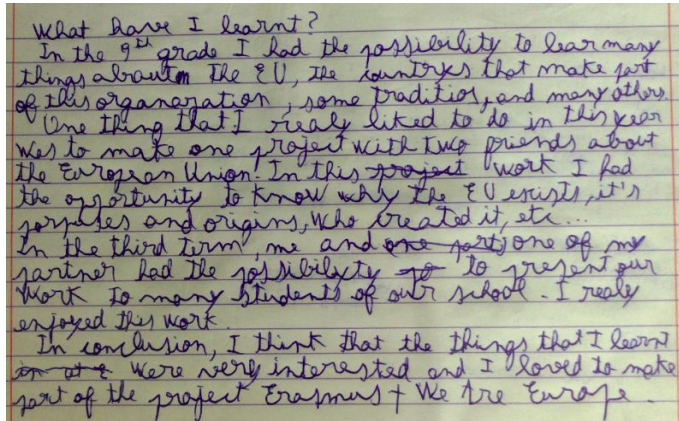 What have I learnt?
In the 9th grade I had the possibility to lear many
things about the EU, the countrys that make part
of this organazation, some traditios, and many others.
One thing that I realy liked to do in this year
was to make one project with two friends about
the European Union. In this project work I had
the opportunity to know why the EU exists, it's
porpuses and origins, who created it, etc...
In the third term, me and one of my
partner had the possibility to present our
work to many students of our school. I realy
enjoyed this work.
In conclusion, I think that the things that I learnt
were very interested and I loved to make
part of the project Erasmus + We Are Europe.